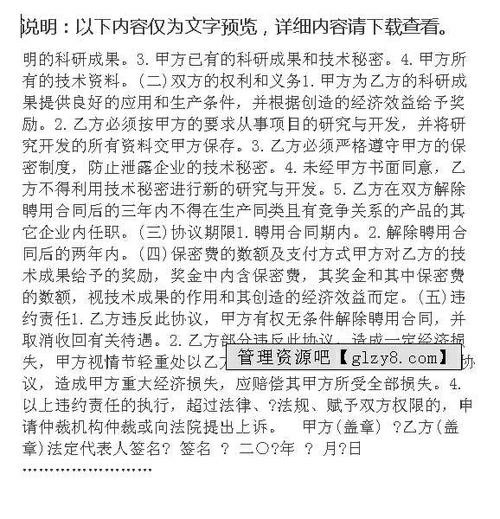 说明：以下内容仅为文字预览，详细内容请下载查看。
明的科研成果。3.甲方已有的科研成果和技术秘密。4.甲方所
有的技术资料。(二)双方的权利和义务1.甲方为乙方的科研成
果提供良好的应用和生产条件，并根据创造的经济效益给予奖
励。2.乙方必须按甲方的要求从事项目的研究与开发，并将研
究开发的所有资料交甲方保存。3.乙方必须严格遵守甲方的保
密制度，防止泄露企业的技术秘密。4.未经甲方书面同意，乙
方不得利用技术秘密进行新的研究与开发。5.乙方在双方解除
聘用合同后的三年内不得在生产同类且有竞争关系的产品的其
它企业内任职。(三)协议期限1.聘用合同期内。2.解除聘用合
同后的两年内。(四)保密费的数额及支付方式甲方对乙方的技
术成果给予的奖励，奖金中内含保密费，其奖金和其中保密费
的数额，视技术成果的作用和其创造的经济效益而定。(五)违
约责任1.乙方违反此协议，甲方有权无条件解除聘用合同，并
取消收回有关待遇。2.乙方部分违反此协议，造成一定经济损
失，甲方视情节轻重处以乙方 协
管理资源吧【glzy8.com】
议，造成甲方重大经济损失，应赔偿其甲方所受全部损失。4.
以上违约责任的执行，超过法律、?法规、赋予双方权限的，申
请仲裁机构仲裁或向法院提出上诉。 甲方(盖章) ?乙方(盖
章)法定代表人签名? 签名 ? 二〇?年 ? 月?日
……………………